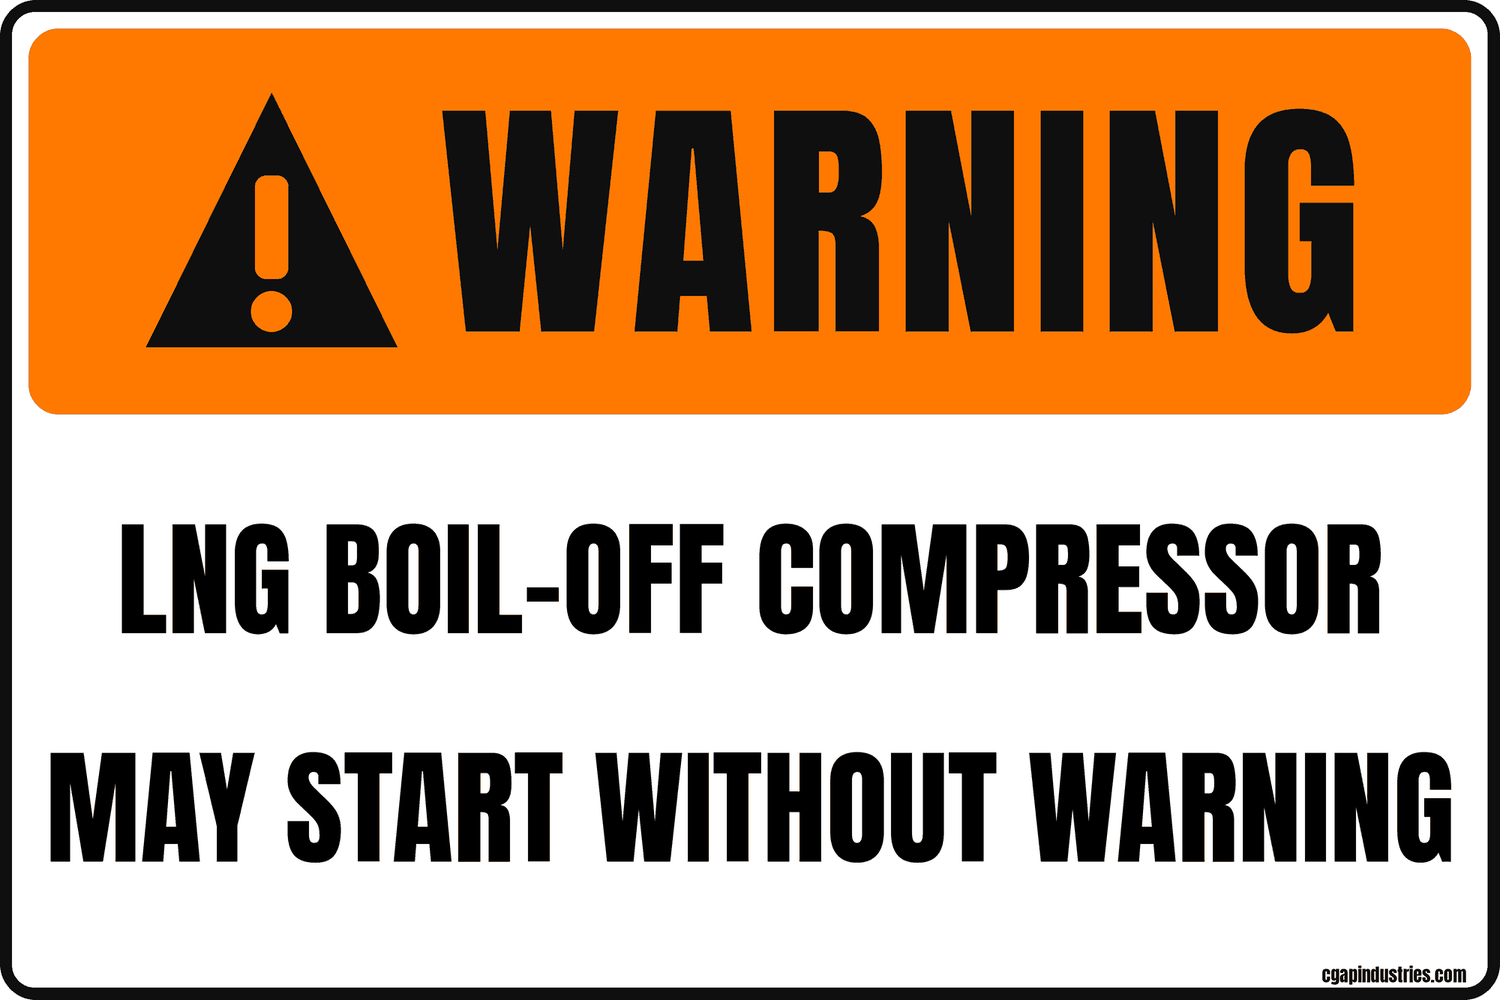 WARNING
LNG BOIL-OFF COMPRESSOR
MAY START WITHOUT WARNING
cgapindustries.com